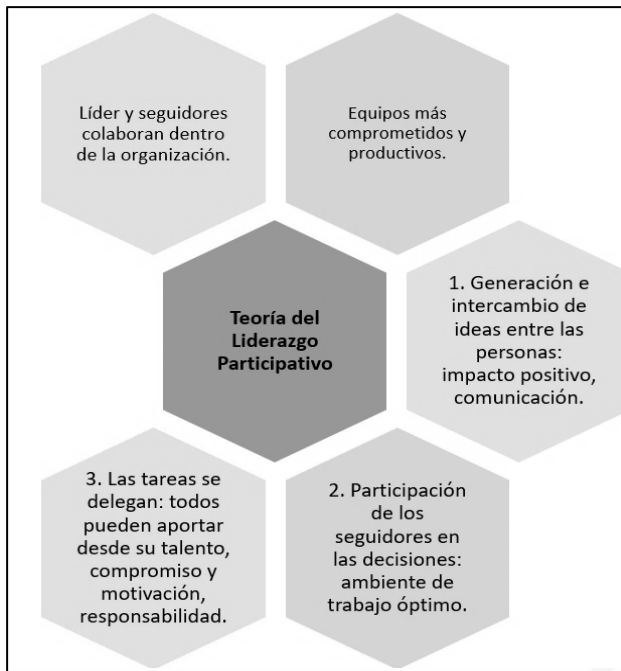 Líder y seguidores
colaboran dentro
de la organización.
Equipos más
comprometidos y
productivos.
Teoría del
Liderazgo
Participativo
1. Generación e
intercambio de
ideas entre las
personas:
impacto positivo,
comunicación.
3. Las tareas se
delegan: todos
pueden aportar
desde su talento,
compromiso y
motivación,
responsabilidad.
2. Participación
de los
seguidores en
las decisiones:
ambiente de
trabajo óptimo.